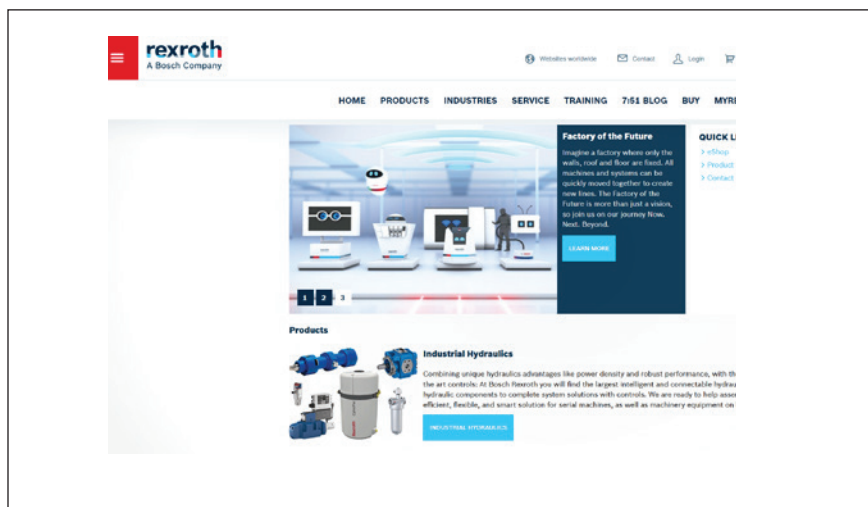 rexroth
A Bosch Company
Websites worldwide Contact Login
HOME PRODUCTS INDUSTRIES SERVICE TRAINING 7:51 BLOG BUY MYRE
Factory of the Future
Imagine a factory where only the
walls, roof and floor are fixed. All
machines and systems can be
quickly moved together to create
new lines. The Factory of the
Future is more than just a vision,
so join us on our journey Now.
Next. Beyond.
LEARN MORE
QUICK LI
> eShop
> Product
> Contact
1 2 3
Products
Industrial Hydraulics
Combining unique hydraulics advantages like power density and robust performance, with th
the art controls: At Bosch Rexroth you will find the largest intelligent and connectable hydrau
hydraulic components to complete system solutions with controls. We are ready to help asse
efficient, flexible, and smart solution for serial machines, as well as machinery equipment on
INDUSTRIAL HYDRAULICS